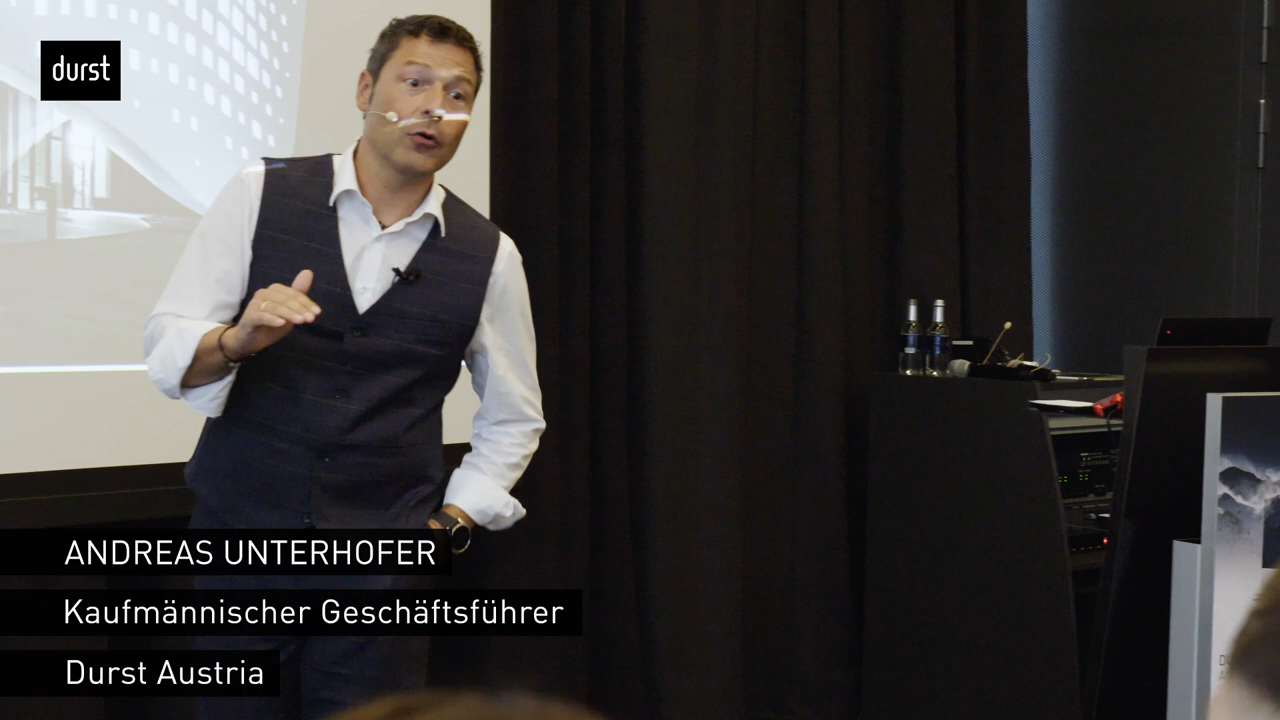 durst
ANDREAS UNTERHOFER
Kaufmännischer Geschäftsführer
Durst Austria